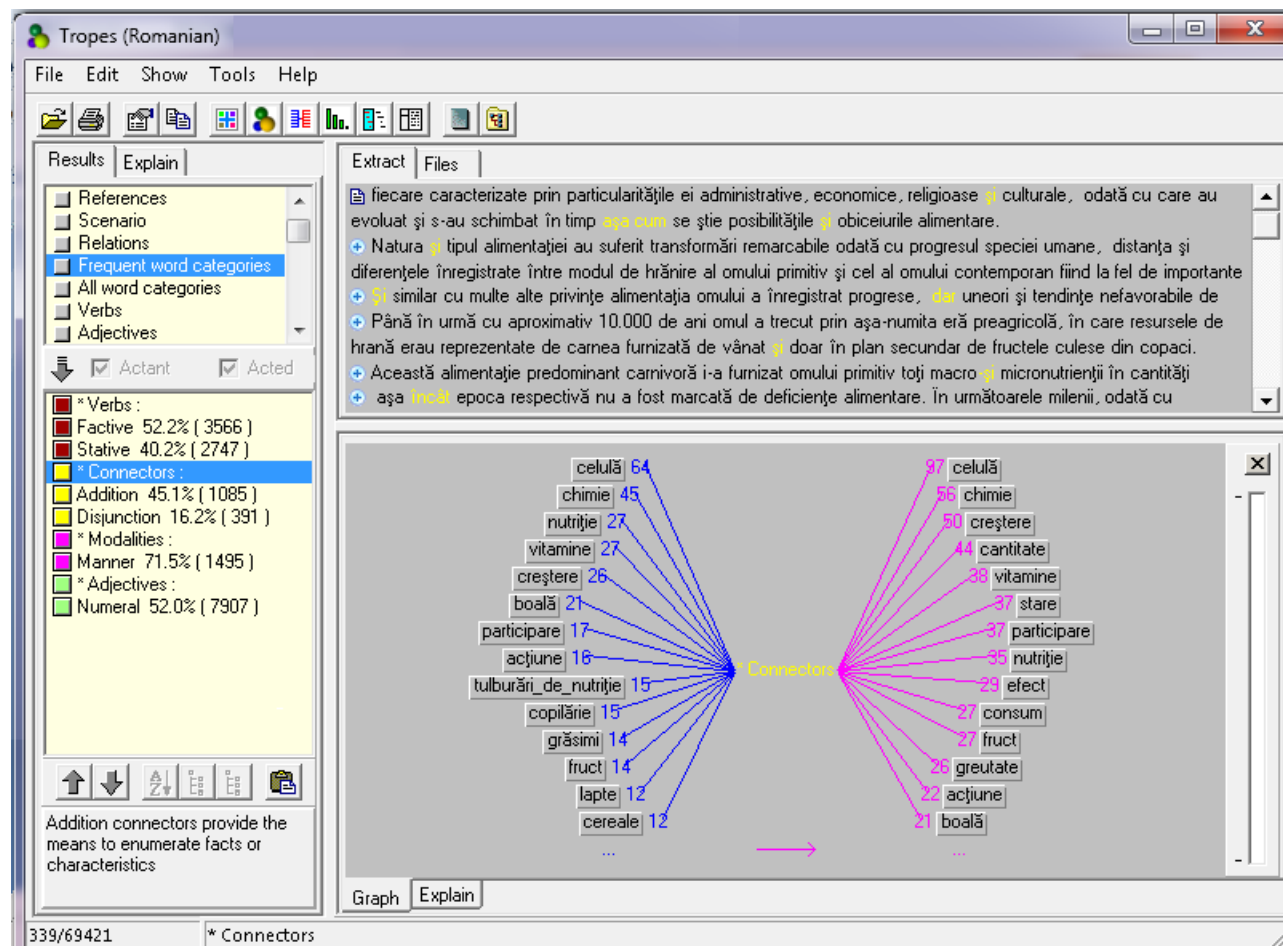 Tropes (Romanian)
File Edit Show Tools Help
Results Explain
References
Scenario
Relations
Frequent word categories
All word categories
Verbs
Adjectives
Actant Acted
* Verbs :
Factive 52.2% ( 3566 )
Stative 40.2% ( 2747 )
* Connectors :
Addition 45.1% ( 1085 )
Disjunction 16.2% ( 391 )
* Modalities :
Manner 71.5% ( 1495 )
* Adjectives :
Numeral 52.0% ( 7907 )
Addition connectors provide the
means to enumerate facts or
characteristics
Extract Files
fiecare caracterizate prin particularităţile ei administrative, economice, religioase şi culturale, odată cu care au
evoluat şi s-au schimbat în timp aşa cum se ştie posibilităţile şi obiceiurile alimentare.
Natura şi tipul alimentaţiei au suferit transformări remarcabile odată cu progresul speciei umane, distanţa şi
diferenţele înregistrate între modul de hrănire al omului primitiv şi cel al omului contemporan fiind la fel de importante
Şi similar cu multe alte privinţe alimentaţia omului a înregistrat progrese, dar uneori şi tendinţe nefavorabile de
Până în urmă cu aproximativ 10.000 de ani omul a trecut prin aşa-numita eră preagricolă, în care resursele de
hrană erau reprezentate de carnea furnizată de vânat şi doar în plan secundar de fructele culese din copaci.
Această alimentaţie predominant carnivoră i-a furnizat omului primitiv toţi macro-şi micronutrienţii în cantităţi
aşa încât epoca respectivă nu a fost marcată de deficienţe alimentare. În următoarele milenii, odată cu
celulă 64
chimie 45
nutriţie 27
vitamine 27
creştere 26
boală 21
participare 17
acţiune 16
tulburări_de_nutriţie 15
copilărie 15
grăsimi 14
fruct 14
lapte 12
cereale 12
...
* Connectors
97 celulă
56 chimie
50 creştere
44 cantitate
38 vitamine
37 stare
37 participare
35 nutriţie
29 efect
27 consum
27 fruct
26 greutate
22 acţiune
21 boală
...
Graph Explain
339/69421 * Connectors